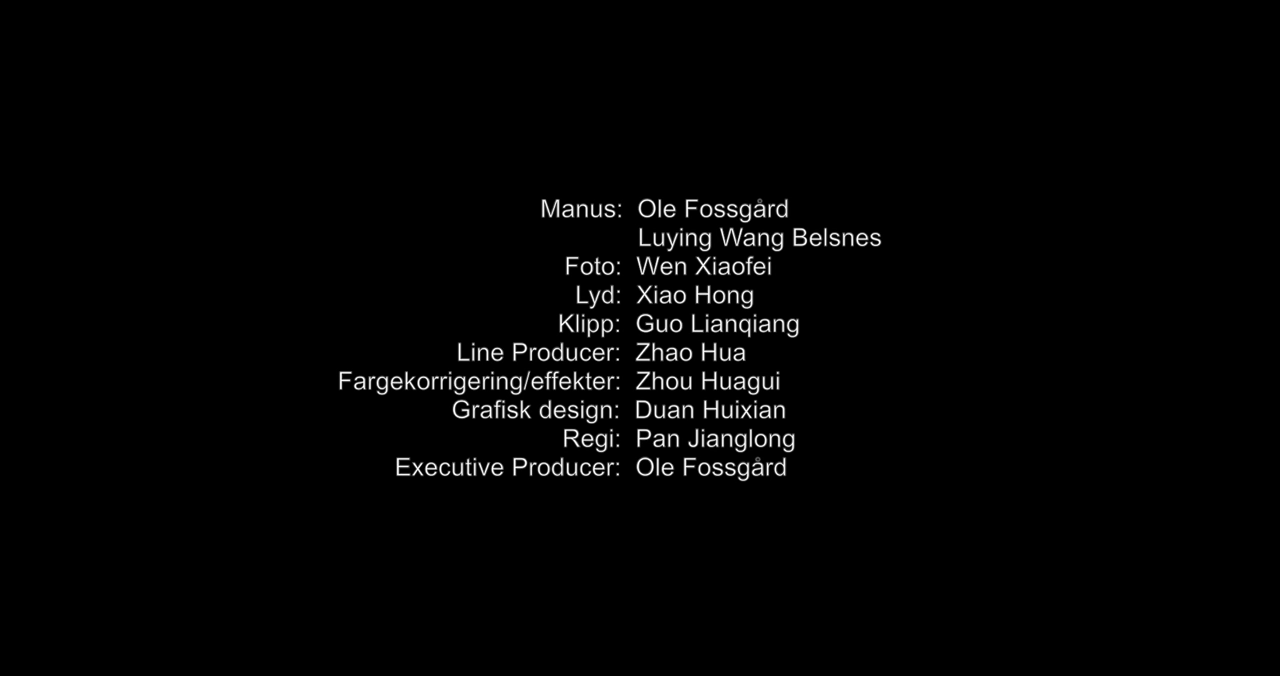 Manus: Ole Fossgård
Luying Wang Belsnes
Foto: Wen Xiaofei
Lyd: Xiao Hong
Klipp: Guo Lianqiang
Line Producer: Zhao Hua
Fargekorrigering/effekter: Zhou Huagui
Grafisk design: Duan Huixian
Regi: Pan Jianglong
Executive Producer: Ole Fossgård